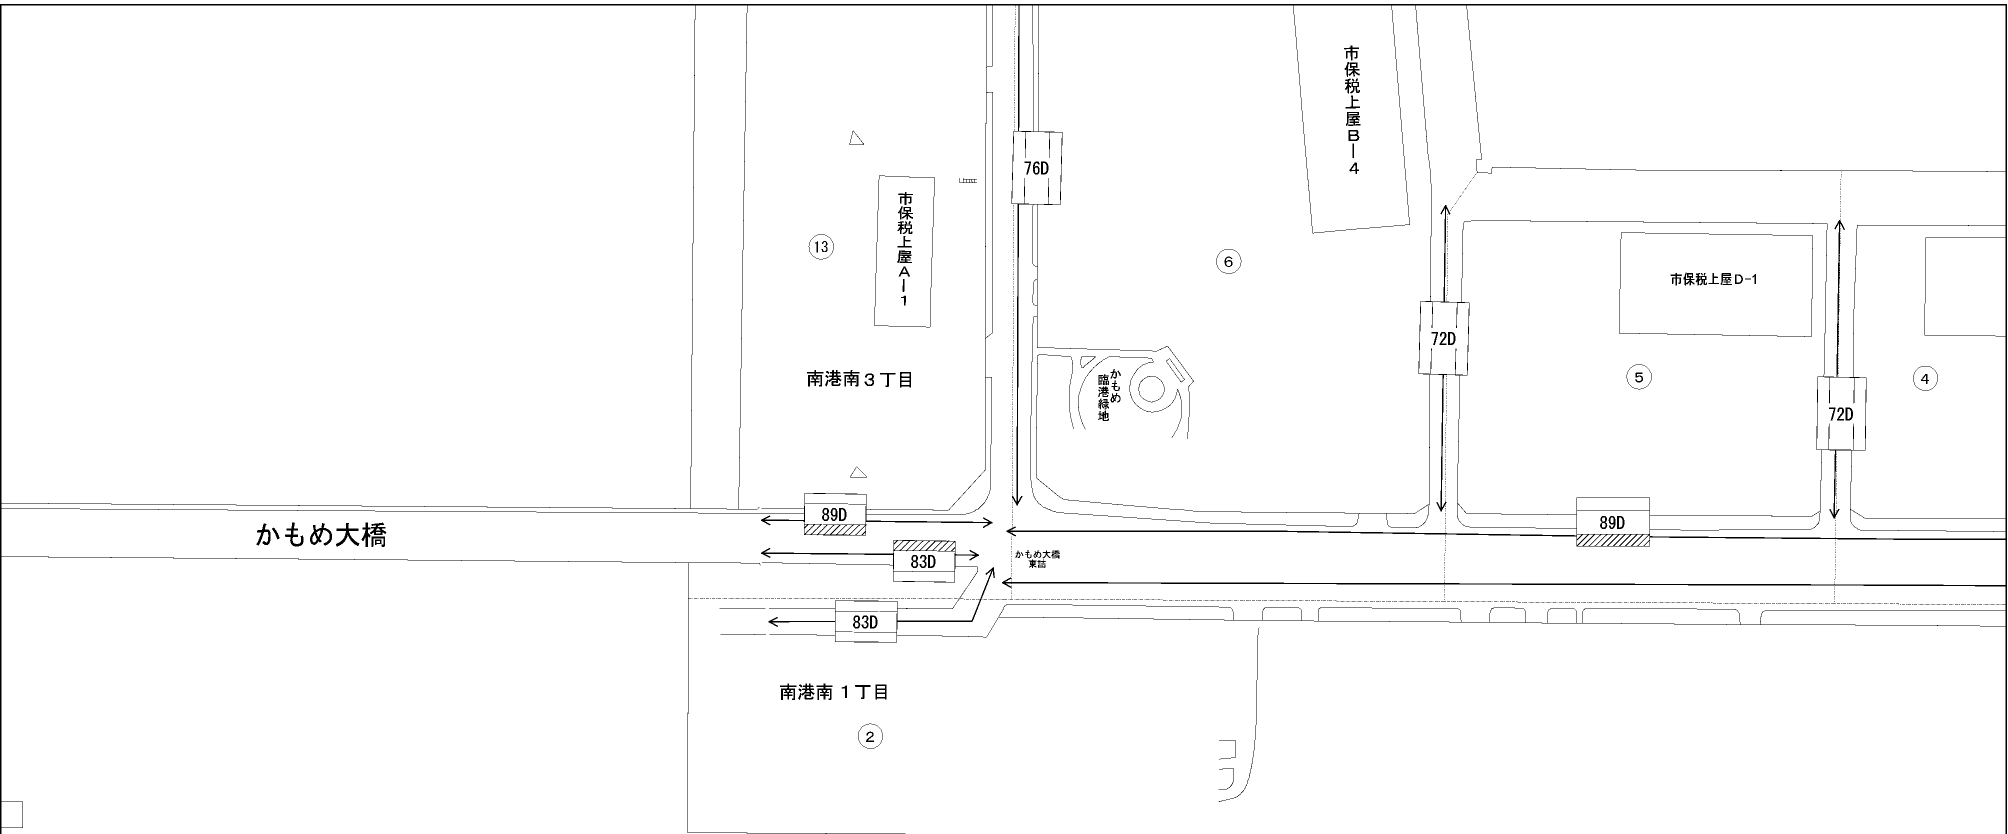 市保税上屋Bー4
76D
市保税上屋Aー1
13
6
市保税上屋D-1
72D
南港南3丁目
かもめ
臨港緑地
5
4
72D
89D
89D
かもめ大橋
83D
かもめ大橋
東詰
83D
南港南1丁目
2